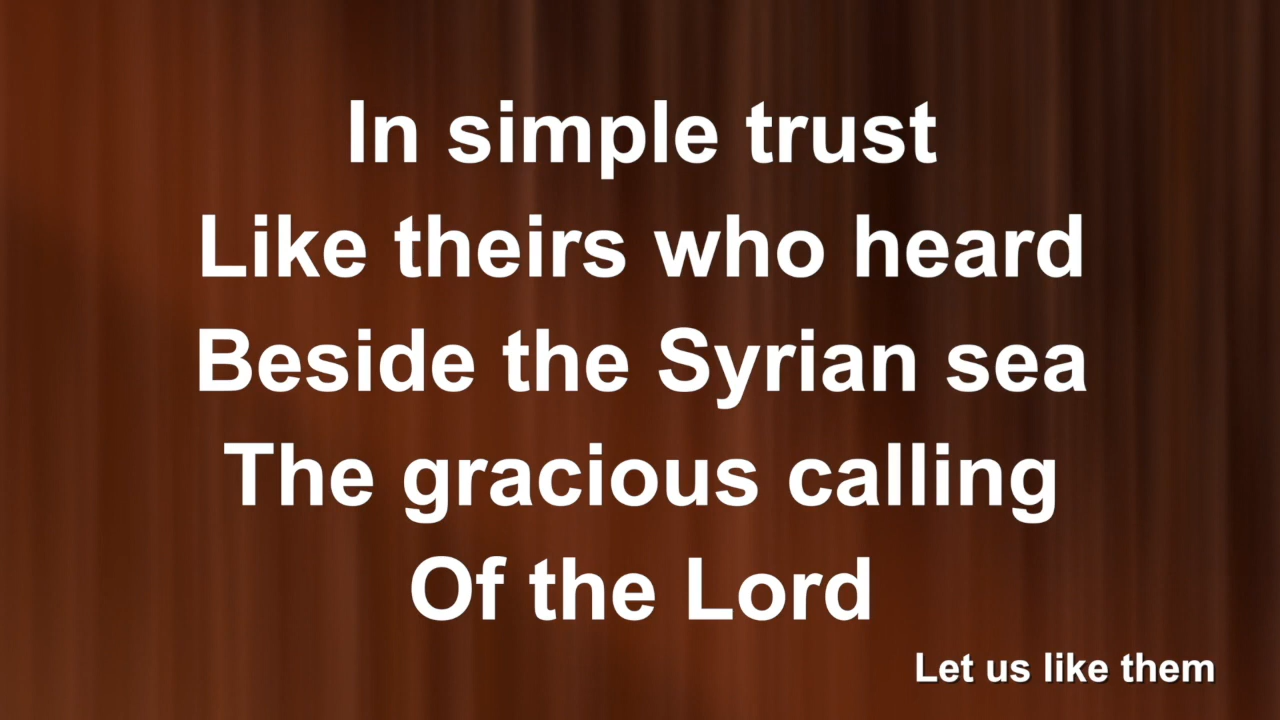 In simple trust
Like theirs who heard
Beside the Syrian sea
The gracious calling
Of the Lord
Let us like them